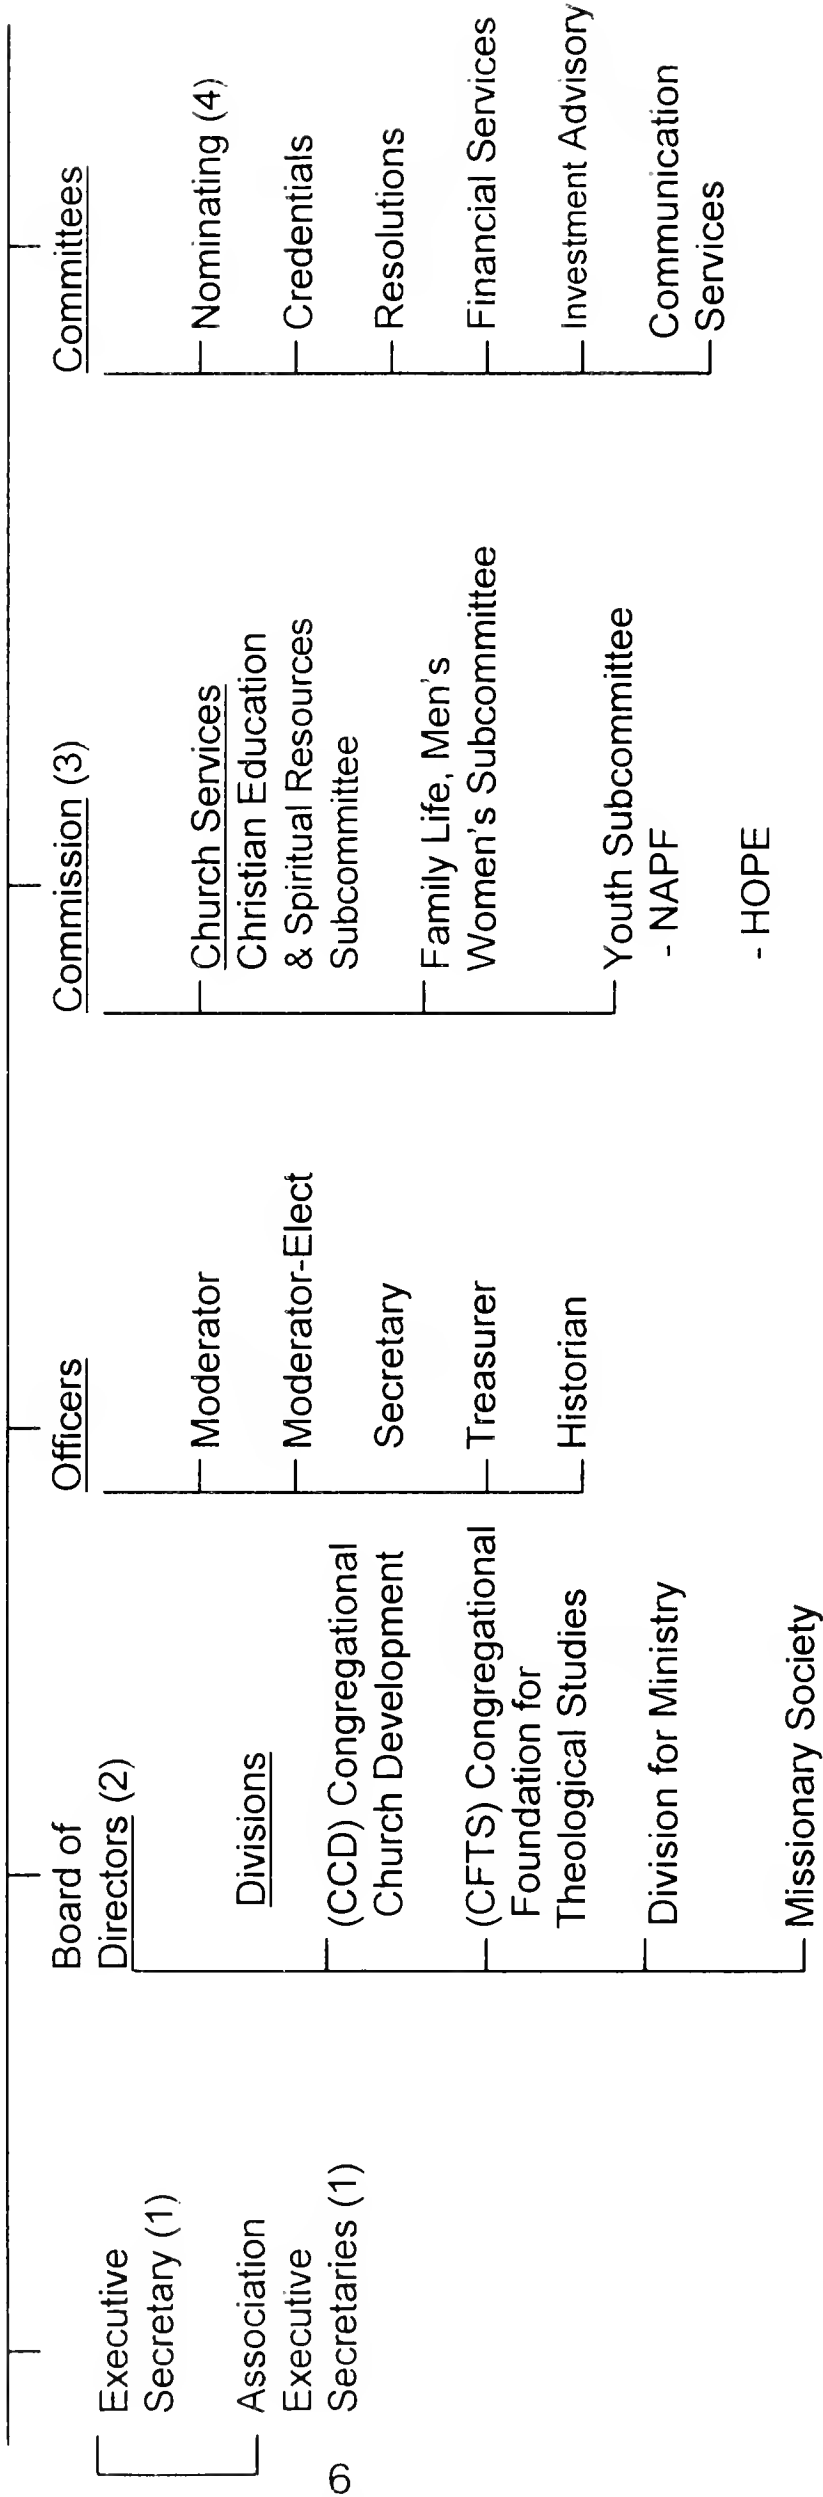 Executive
Secretary (1)
Association
Executive
Secretaries (1)
Board of
Directors (2)
Divisions
(CCD) Congregational
Church Development
(CFTS) Congregational
Foundation for
Theological Studies
Division for Ministry
Missionary Society
Officers
Moderator
Moderator-Elect
Secretary
Treasurer
Historian
Commission (3)
Church Services
Christian Education
& Spiritual Resources
Subcommittee
Family Life, Men's
Women's Subcommittee
Youth Subcommittee
- NAPF
- HOPE
Committees
Nominating (4)
Credentials
Resolutions
Financial Services
Investment Advisory
Communication
Services
6